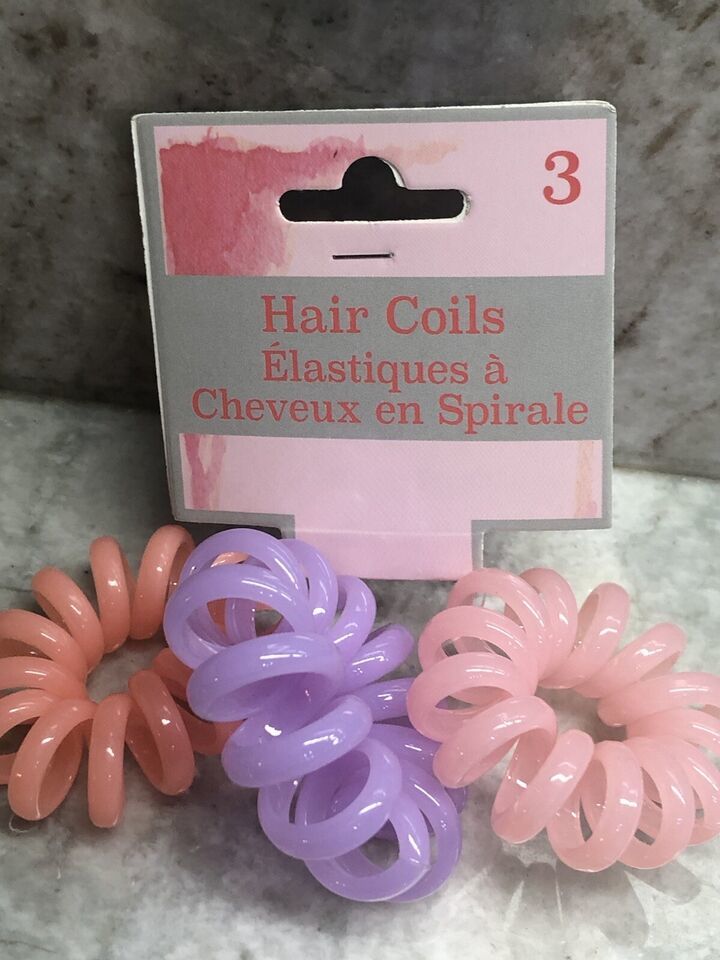 3
Hair Coils
Élastiques à
Cheveux en Spirale